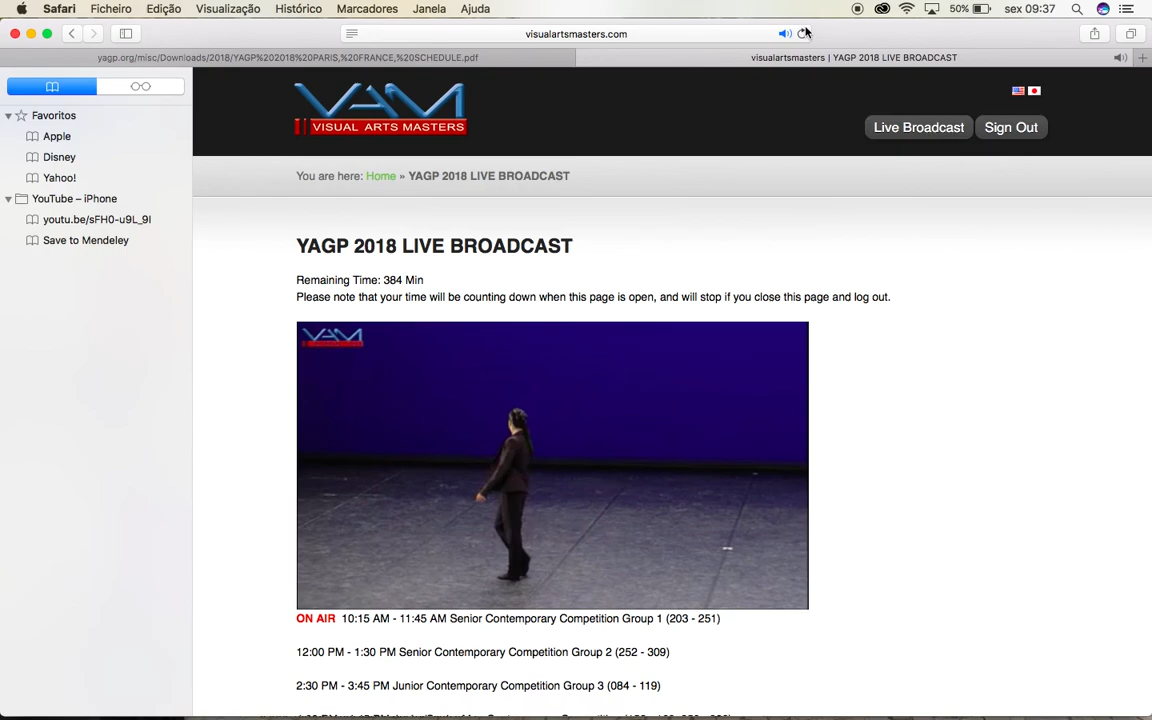 Safari Ficheiro Edição Visualização Histórico Marcadores Janela Ajuda 50% sex 09:37
visualartsmasters.com
yagp.org/misc/Downloads/2018/YAGP%202018%20PARIS,%20FRANCE,%20SCHEDULE.pdf visualartsmasters | YAGP 2018 LIVE BROADCAST
Favoritos
Apple
Disney
Yahoo!
YouTube – iPhone
youtu.be/sFH0-u9L_9I
Save to Mendeley
VAM
VISUAL ARTS MASTERS
Live Broadcast Sign Out
You are here: Home » YAGP 2018 LIVE BROADCAST
YAGP 2018 LIVE BROADCAST
Remaining Time: 384 Min
Please note that your time will be counting down when this page is open, and will stop if you close this page and log out.
VAM
ON AIR 10:15 AM - 11:45 AM Senior Contemporary Competition Group 1 (203 - 251)
12:00 PM - 1:30 PM Senior Contemporary Competition Group 2 (252 - 309)
2:30 PM - 3:45 PM Junior Contemporary Competition Group 3 (084 - 119)